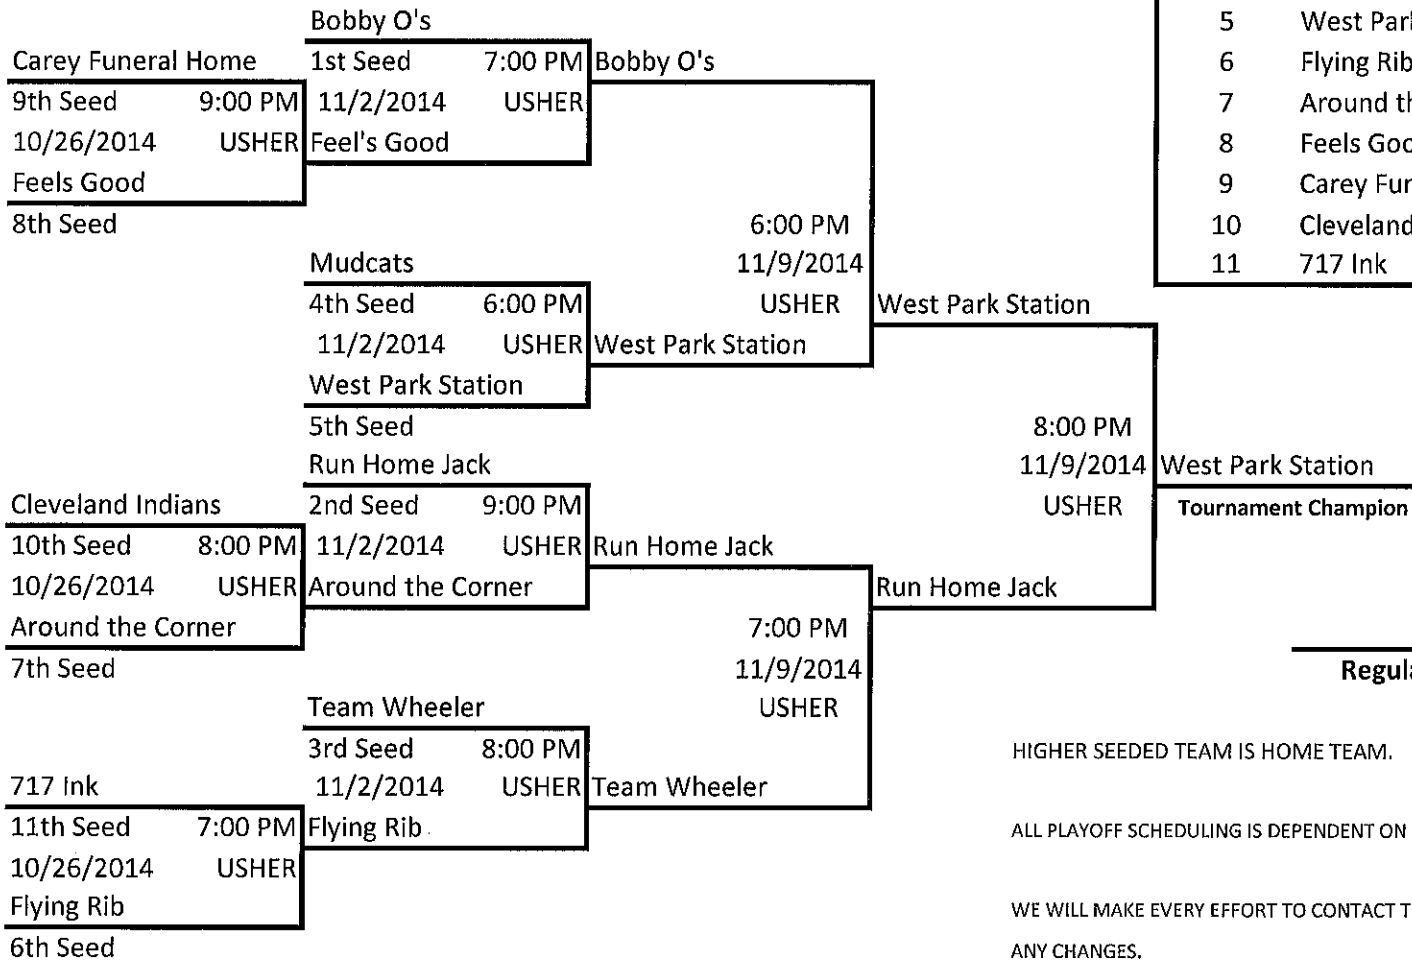 Bobby O's
Carey Funeral Home
1st Seed 7:00 PM
Bobby O's
9th Seed 9:00 PM
11/2/2014 USHER
10/26/2014 USHER
Feel's Good
Feels Good
8th Seed
6:00 PM
Mudcats
11/9/2014
4th Seed 6:00 PM
USHER
West Park Station
11/2/2014 USHER
West Park Station
West Park Station
5th Seed
8:00 PM
Run Home Jack
11/9/2014
West Park Station
Cleveland Indians
2nd Seed 9:00 PM
USHER
Tournament Champion
10th Seed 8:00 PM
11/2/2014 USHER
Run Home Jack
10/26/2014 USHER
Around the Corner
Run Home Jack
Around the Corner
7:00 PM
7th Seed
11/9/2014
Team Wheeler
USHER
3rd Seed 8:00 PM
717 Ink
11/2/2014 USHER
Team Wheeler
11th Seed 7:00 PM
Flying Rib
10/26/2014 USHER
Flying Rib
6th Seed
5 West Par
6 Flying Rib
7 Around th
8 Feels Goo
9 Carey Fun
10 Cleveland
11 717 Ink
Regula
HIGHER SEEDED TEAM IS HOME TEAM.
ALL PLAYOFF SCHEDULING IS DEPENDENT ON
WE WILL MAKE EVERY EFFORT TO CONTACT T
ANY CHANGES.